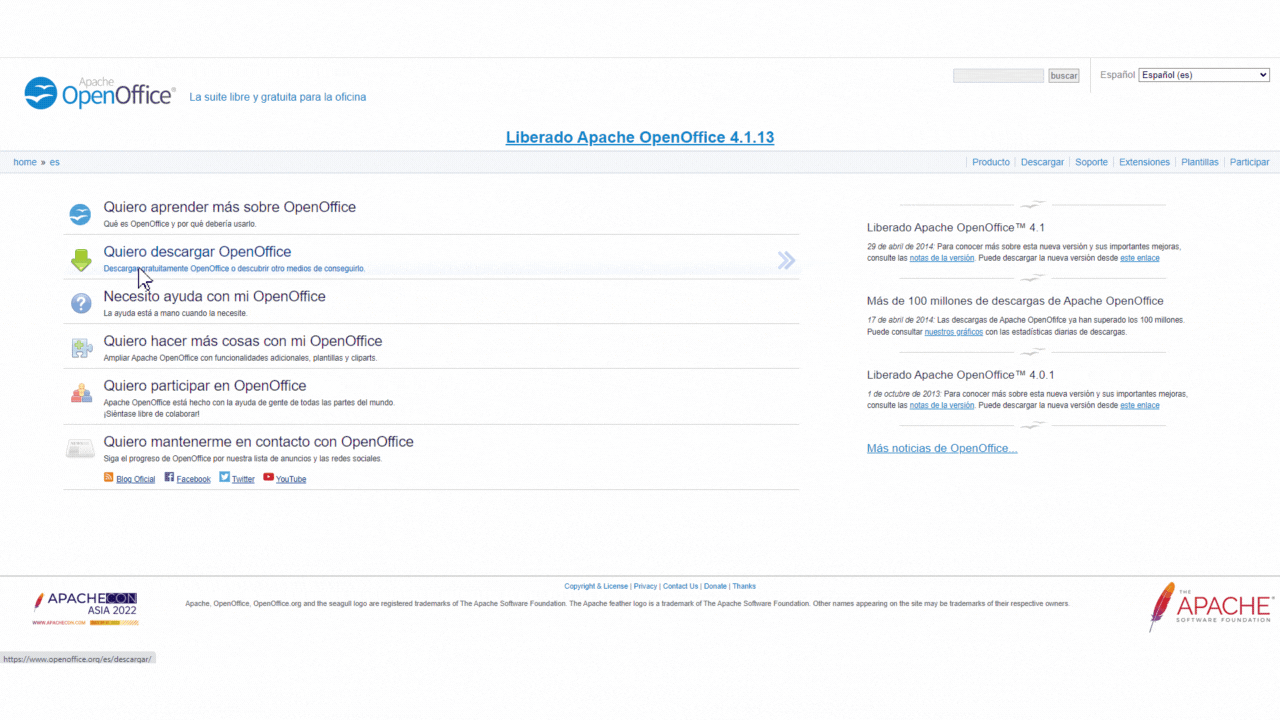 Apache
OpenOffice®
La suite libre y gratuita para la oficina
buscar
Español
Español (es)
Liberado Apache OpenOffice 4.1.13
home » es
Producto
Descargar
Soporte
Extensiones
Plantillas
Participar
Quiero aprender más sobre OpenOffice
Qué es OpenOffice y por qué debería usarlo.
Quiero descargar OpenOffice
Descargar gratuitamente OpenOffice o descubrir otro medios de conseguirlo.
Necesito ayuda con mi OpenOffice
La ayuda está a mano cuando la necesite.
Quiero hacer más cosas con mi OpenOffice
Ampliar Apache OpenOffice con funcionalidades adicionales, plantillas y cliparts.
Quiero participar en OpenOffice
Apache OpenOffice está hecho con la ayuda de gente de todas las partes del mundo.
¡Siéntase libre de colaborar!
Quiero mantenerme en contacto con OpenOffice
Siga el progreso de OpenOffice por nuestra lista de anuncios y las redes sociales.
Blog Oficial
Facebook
Twitter
YouTube
Liberado Apache OpenOffice™ 4.1
29 de abril de 2014: Para conocer más sobre esta nueva versión y sus importantes mejoras,
consulte las notas de la versión. Puede descargar la nueva versión desde este enlace
Más de 100 millones de descargas de Apache OpenOffice
17 de abril de 2014: Las descargas de Apache OpenOfifce ya han superado los 100 millones.
Puede consultar nuestros gráficos con las estadísticas diarias de descargas.
Liberado Apache OpenOffice™ 4.0.1
1 de octubre de 2013: Para conocer más sobre esta nueva versión y sus importantes mejoras,
consulte las notas de la versión. Puede descargar la nueva versión desde este enlace
Más noticias de OpenOffice...
Copyright & License | Privacy | Contact Us | Donate | Thanks
Apache, OpenOffice, OpenOffice.org and the seagull logo are registered trademarks of The Apache Software Foundation. The Apache feather logo is a trademark of The Apache Software Foundation. Other names appearing on the site may be trademarks of their respective owners.
APACHECON
ASIA 2022
WWW.APACHECON.COM
THE
APACHE®
SOFTWARE FOUNDATION
https://www.openoffice.org/es/descargar/